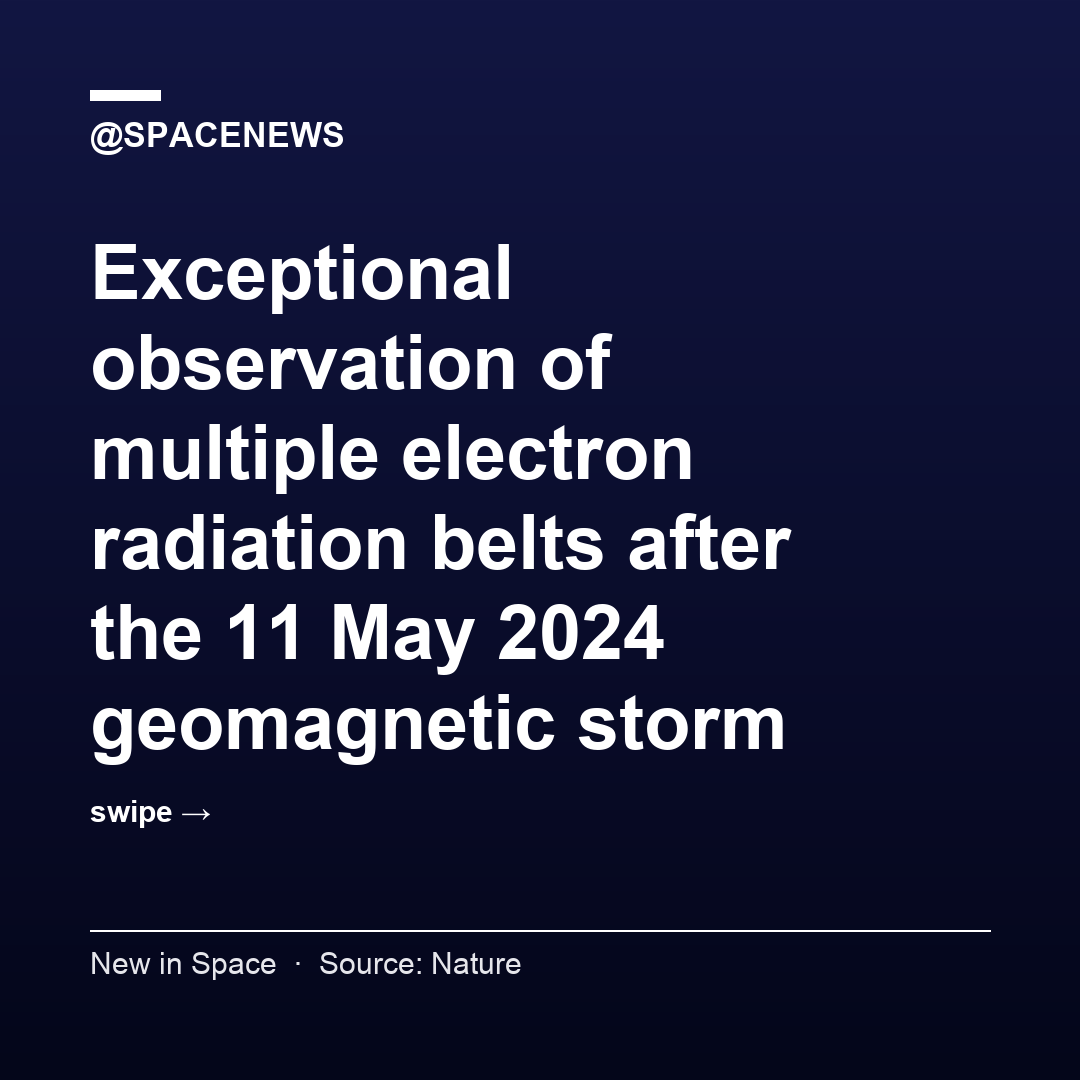 @SPACENEWS
Exceptional
observation of
multiple electron
radiation belts after
the 11 May 2024
geomagnetic storm
swipe →
New in Space · Source: Nature